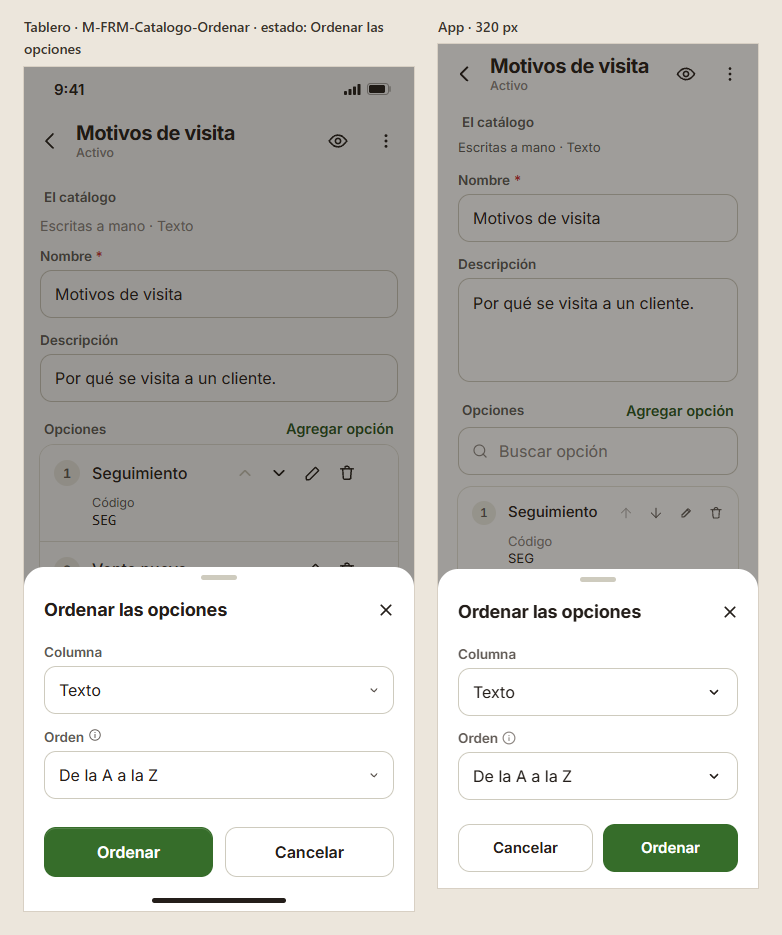 Tablero · M-FRM-Catalogo-Ordenar · estado: Ordenar las
opciones
9:41
Motivos de visita
Activo
El catálogo
Escritas a mano · Texto
Nombre *
Motivos de visita
Descripción
Por qué se visita a un cliente.
Opciones
Agregar opción
1
Seguimiento
Código
SEG
Ordenar las opciones
Columna
Texto
Orden
De la A a la Z
Ordenar
Cancelar
App · 320 px
Motivos de visita
Activo
El catálogo
Escritas a mano · Texto
Nombre *
Motivos de visita
Descripción
Por qué se visita a un cliente.
Opciones
Agregar opción
Buscar opción
1
Seguimiento
Código
SEG
Ordenar las opciones
Columna
Texto
Orden
De la A a la Z
Cancelar
Ordenar